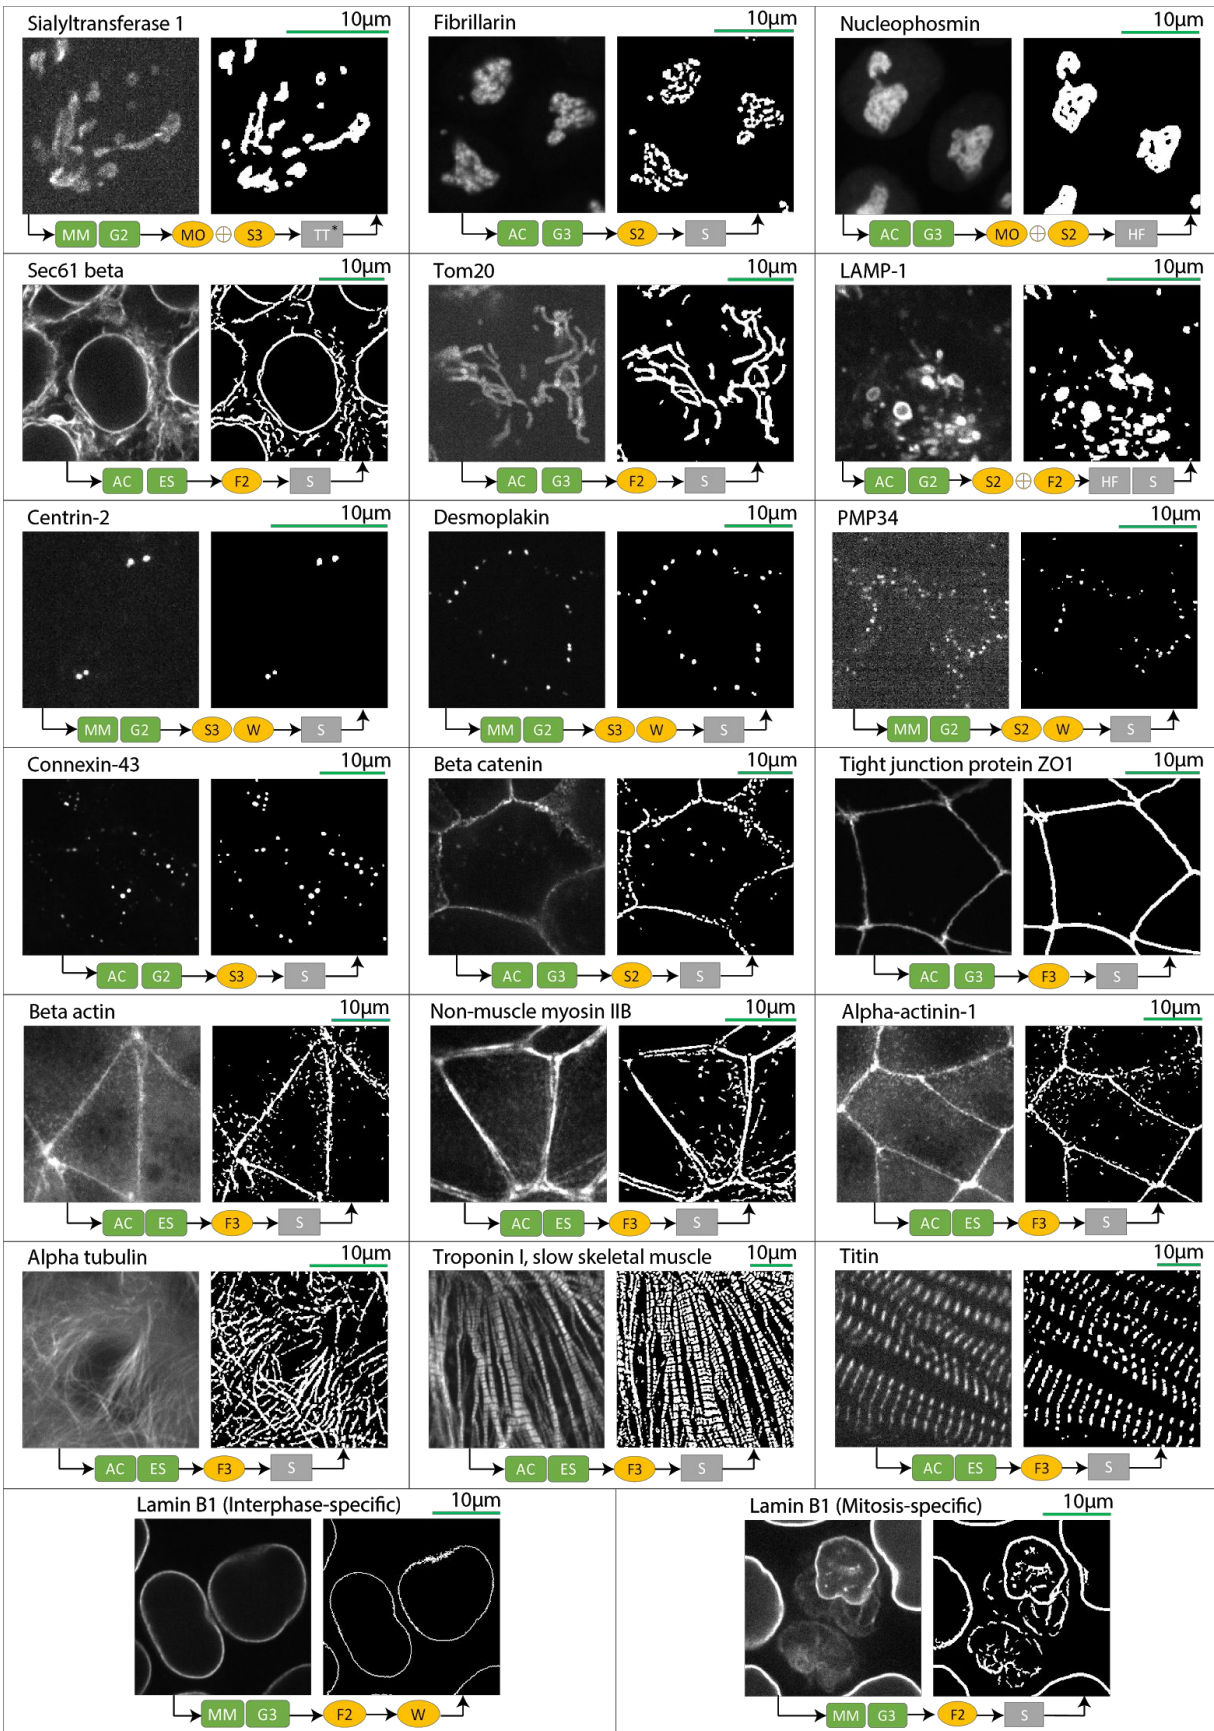 Sialyltransferase 1 10μm
MM G2 MO S3 TT*
Fibrillarin 10μm
AC G3 S2 S
Nucleophosmin 10μm
AC G3 MO S2 HF
Sec61 beta 10μm
AC ES F2 S
Tom20 10μm
AC G3 F2 S
LAMP-1 10μm
AC G2 S2 F2 HF S
Centrin-2 10μm
MM G2 S3 W S
Desmoplakin 10μm
MM G2 S3 W S
PMP34 10μm
MM G2 S2 W S
Connexin-43 10μm
AC G2 S3 S
Beta catenin 10μm
AC G3 S2 S
Tight junction protein ZO1 10μm
AC G3 F3 S
Beta actin 10μm
AC ES F3 S
Non-muscle myosin IIB 10μm
AC ES F3 S
Alpha-actinin-1 10μm
AC ES F3 S
Alpha tubulin 10μm
AC ES F3 S
Troponin I, slow skeletal muscle 10μm
AC ES F3 S
Titin 10μm
AC ES F3 S
Lamin B1 (Interphase-specific) 10μm
MM G3 F2 W
Lamin B1 (Mitosis-specific) 10μm
MM G3 F2 S